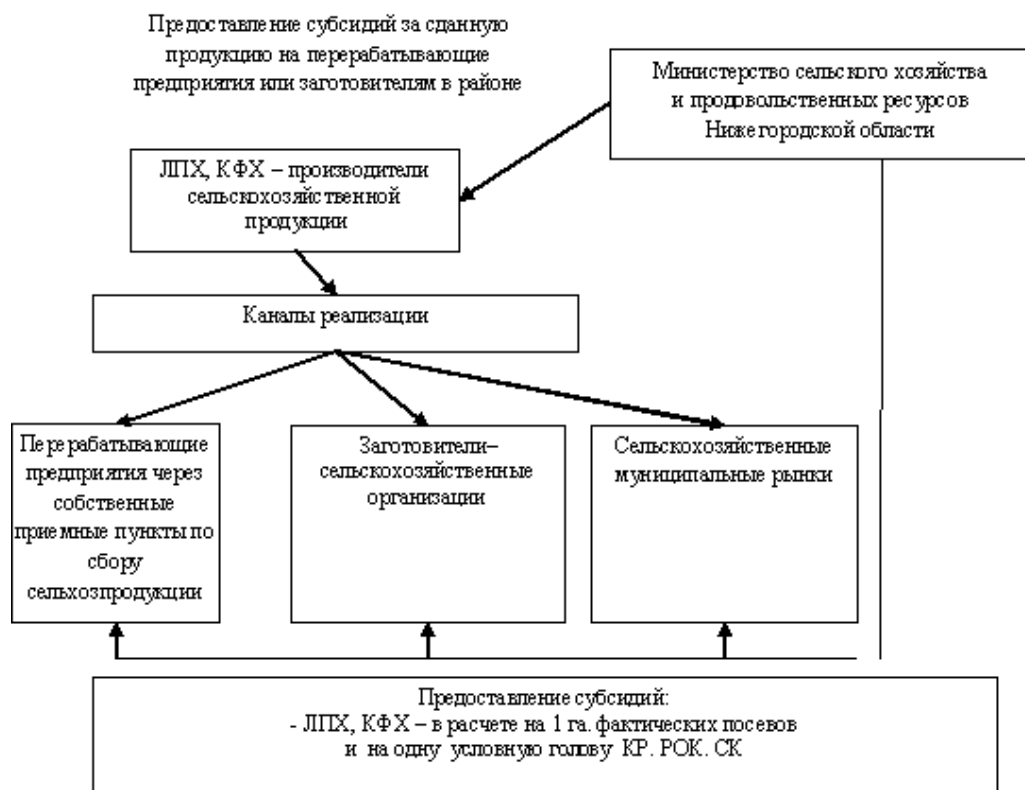 Предоставление субсидий за сданную
продукцию на перерабатывающие
предприятия или заготовителям в районе
Министерство сельского хозяйства
и продовольственных ресурсов
Нижегородской области
ЛПХ, КФХ – производители
сельскохозяйственной
продукции
Каналы реализации
Перерабатывающие
предприятия через
собственные
приемные пункты по
сбору
сельхозпродукции
Заготовители–
сельскохозяйственные
организации
Сельскохозяйственные
муниципальные рынки
Предоставление субсидий:
- ЛПХ, КФХ – в расчете на 1 га. фактических посевов
и на одну условную голову КР. РОК. СК